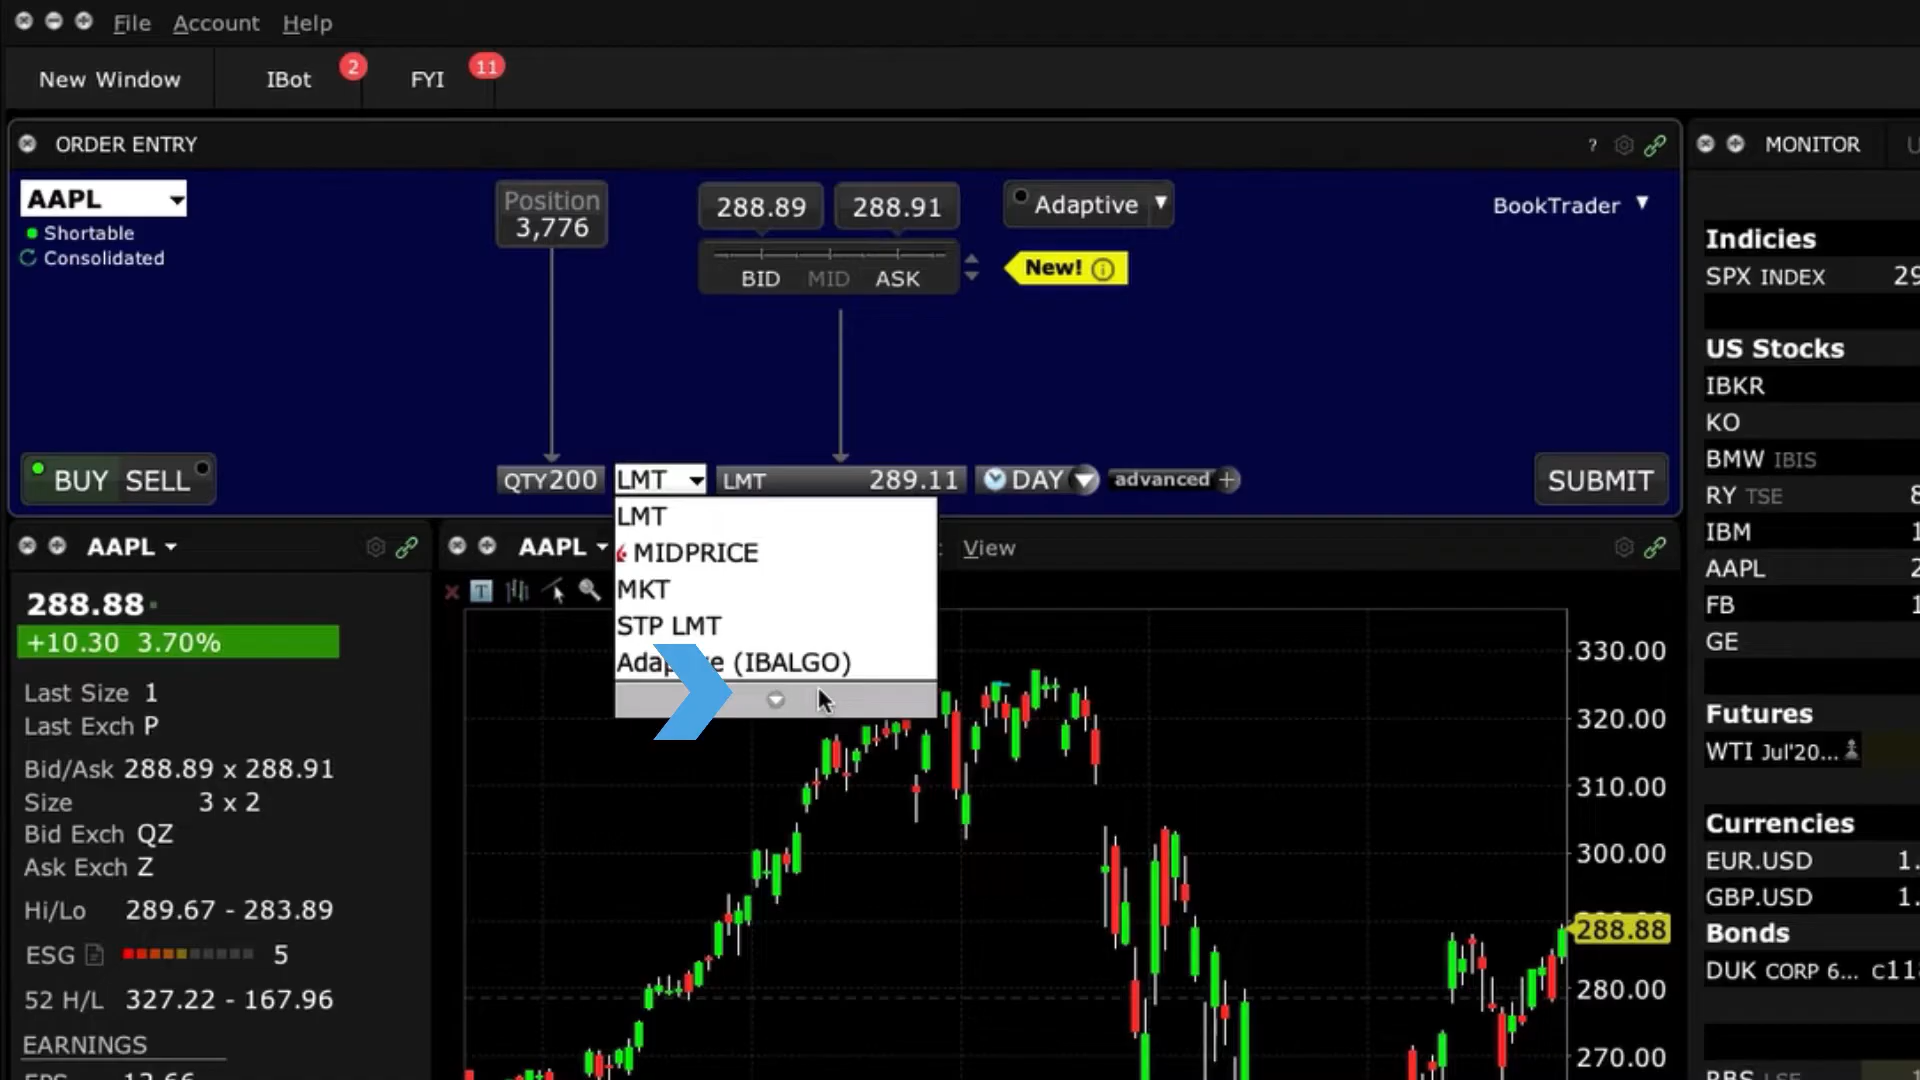 File Account Help
New Window IBot 2 FYI 11
ORDER ENTRY ?
MONITOR
AAPL
Shortable
Consolidated
Position
3,776
288.89 288.91
BID MID ASK
Adaptive
New!
BookTrader
BUY SELL
QTY 200 LMT LMT 289.11 DAY advanced +
SUBMIT
LMT
MIDPRICE
MKT
STP LMT
(IBALGO)
AAPL
288.88
+10.30 3.70%
Last Size 1
Last Exch P
Bid/Ask 288.89 x 288.91
Size 3 x 2
Bid Exch QZ
Ask Exch Z
Hi/Lo 289.67 - 283.89
ESG 5
52 H/L 327.22 - 167.96
EARNINGS
AAPL View
T
330.00
320.00
310.00
300.00
288.88
280.00
270.00
Indicies
SPX INDEX
US Stocks
IBKR
KO
BMW IBIS
RY TSE
IBM
AAPL
FB
GE
Futures
WTI Jul'20...
Currencies
EUR.USD 1.
GBP.USD 1.
Bonds
DUK CORP 6...